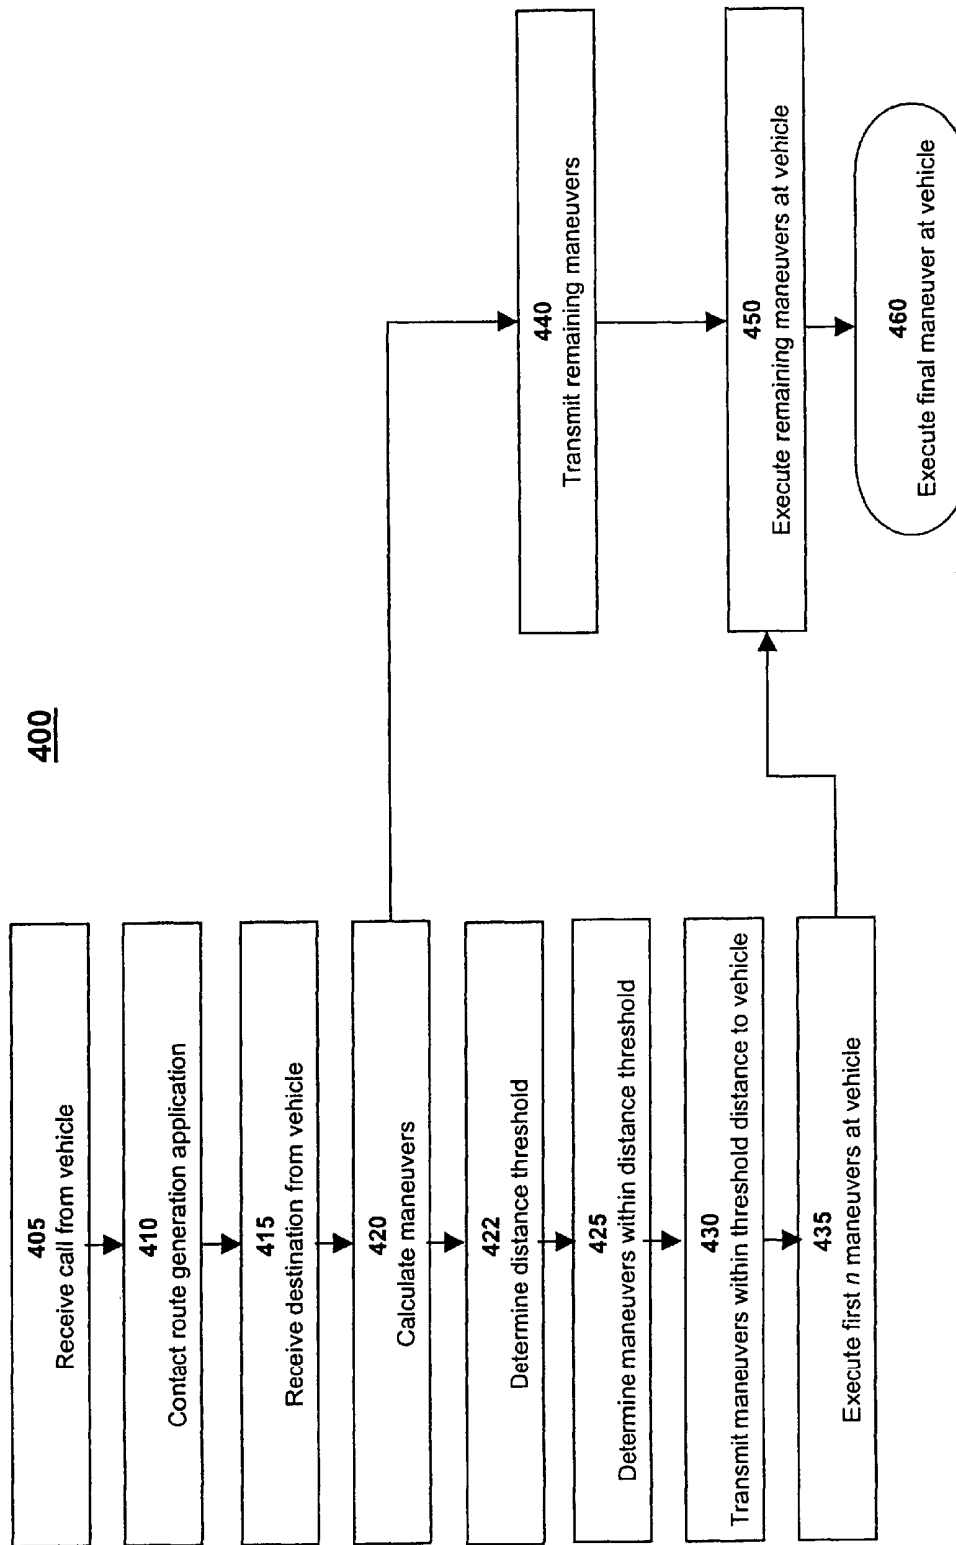 400
405
Receive call from vehicle
410
Contact route generation application
415
Receive destination from vehicle
420
Calculate maneuvers
422
Determine distance threshold
425
Determine maneuvers within distance threshold
430
Transmit maneuvers within threshold distance to vehicle
435
Execute first n maneuvers at vehicle
440
Transmit remaining maneuvers
450
Execute remaining maneuvers at vehicle
460
Execute final maneuver at vehicle